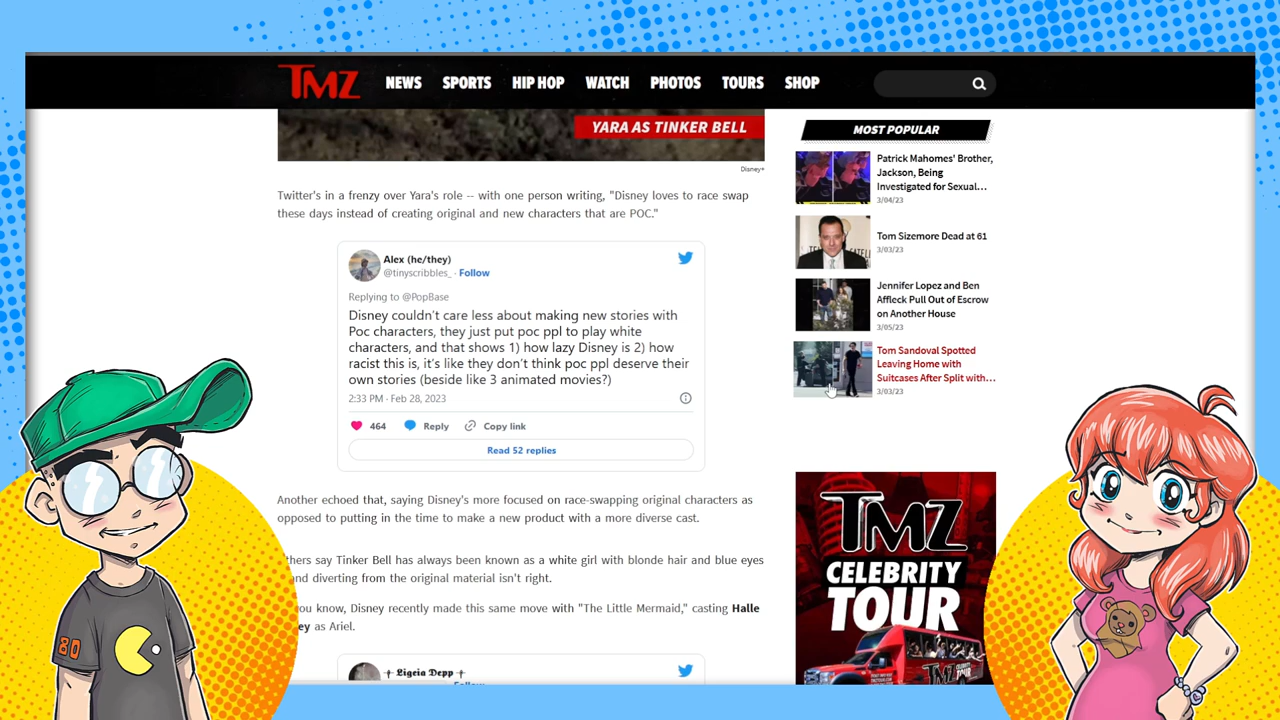 TMZ NEWS SPORTS HIP HOP WATCH PHOTOS TOURS SHOP
YARA AS TINKER BELL
Disney+
Twitter's in a frenzy over Yara's role -- with one person writing, "Disney loves to race swap
these days instead of creating original and new characters that are POC."
Alex (he/they)
@tinyscribbles_ · Follow
Replying to @PopBase
Disney couldn't care less about making new stories with
Poc characters, they just put poc ppl to play white
characters, and that shows 1) how lazy Disney is 2) how
racist this is, it's like they don't think poc ppl deserve their
own stories (beside like 3 animated movies?)
2:33 PM · Feb 28, 2023
464 Reply Copy link
Read 52 replies
Another echoed that, saying Disney's more focused on race-swapping original characters as
opposed to putting in the time to make a new product with a more diverse cast.
thers say Tinker Bell has always been known as a white girl with blonde hair and blue eyes
nd diverting from the original material isn't right.
you know, Disney recently made this same move with "The Little Mermaid," casting Halle
ey as Ariel.
† Ligeia Depp †
MOST POPULAR
Patrick Mahomes' Brother,
Jackson, Being
Investigated for Sexual...
3/04/23
Tom Sizemore Dead at 61
3/03/23
Jennifer Lopez and Ben
Affleck Pull Out of Escrow
on Another House
3/05/23
Tom Sandoval Spotted
Leaving Home with
Suitcases After Split with...
3/03/23
TMZ
CELEBRITY
TOUR
80